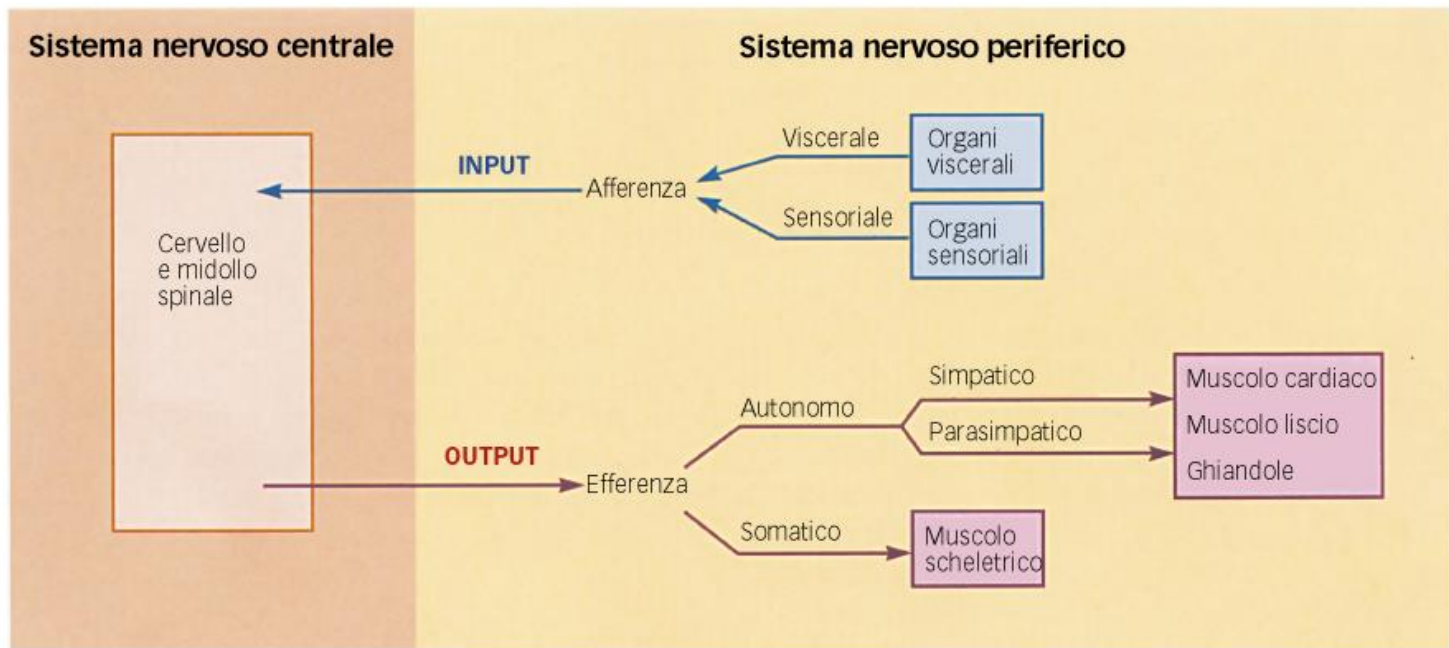 Sistema nervoso centrale
Sistema nervoso periferico
Viscerale
Organi
viscerali
INPUT
Afferenza
Sensoriale
Organi
sensoriali
Cervello
e midollo
spinale
Simpatico
Muscolo cardiaco
Autonomo
Parasimpatico
Muscolo liscio
OUTPUT
Efferenza
Ghiandole
Somatico
Muscolo
scheletrico